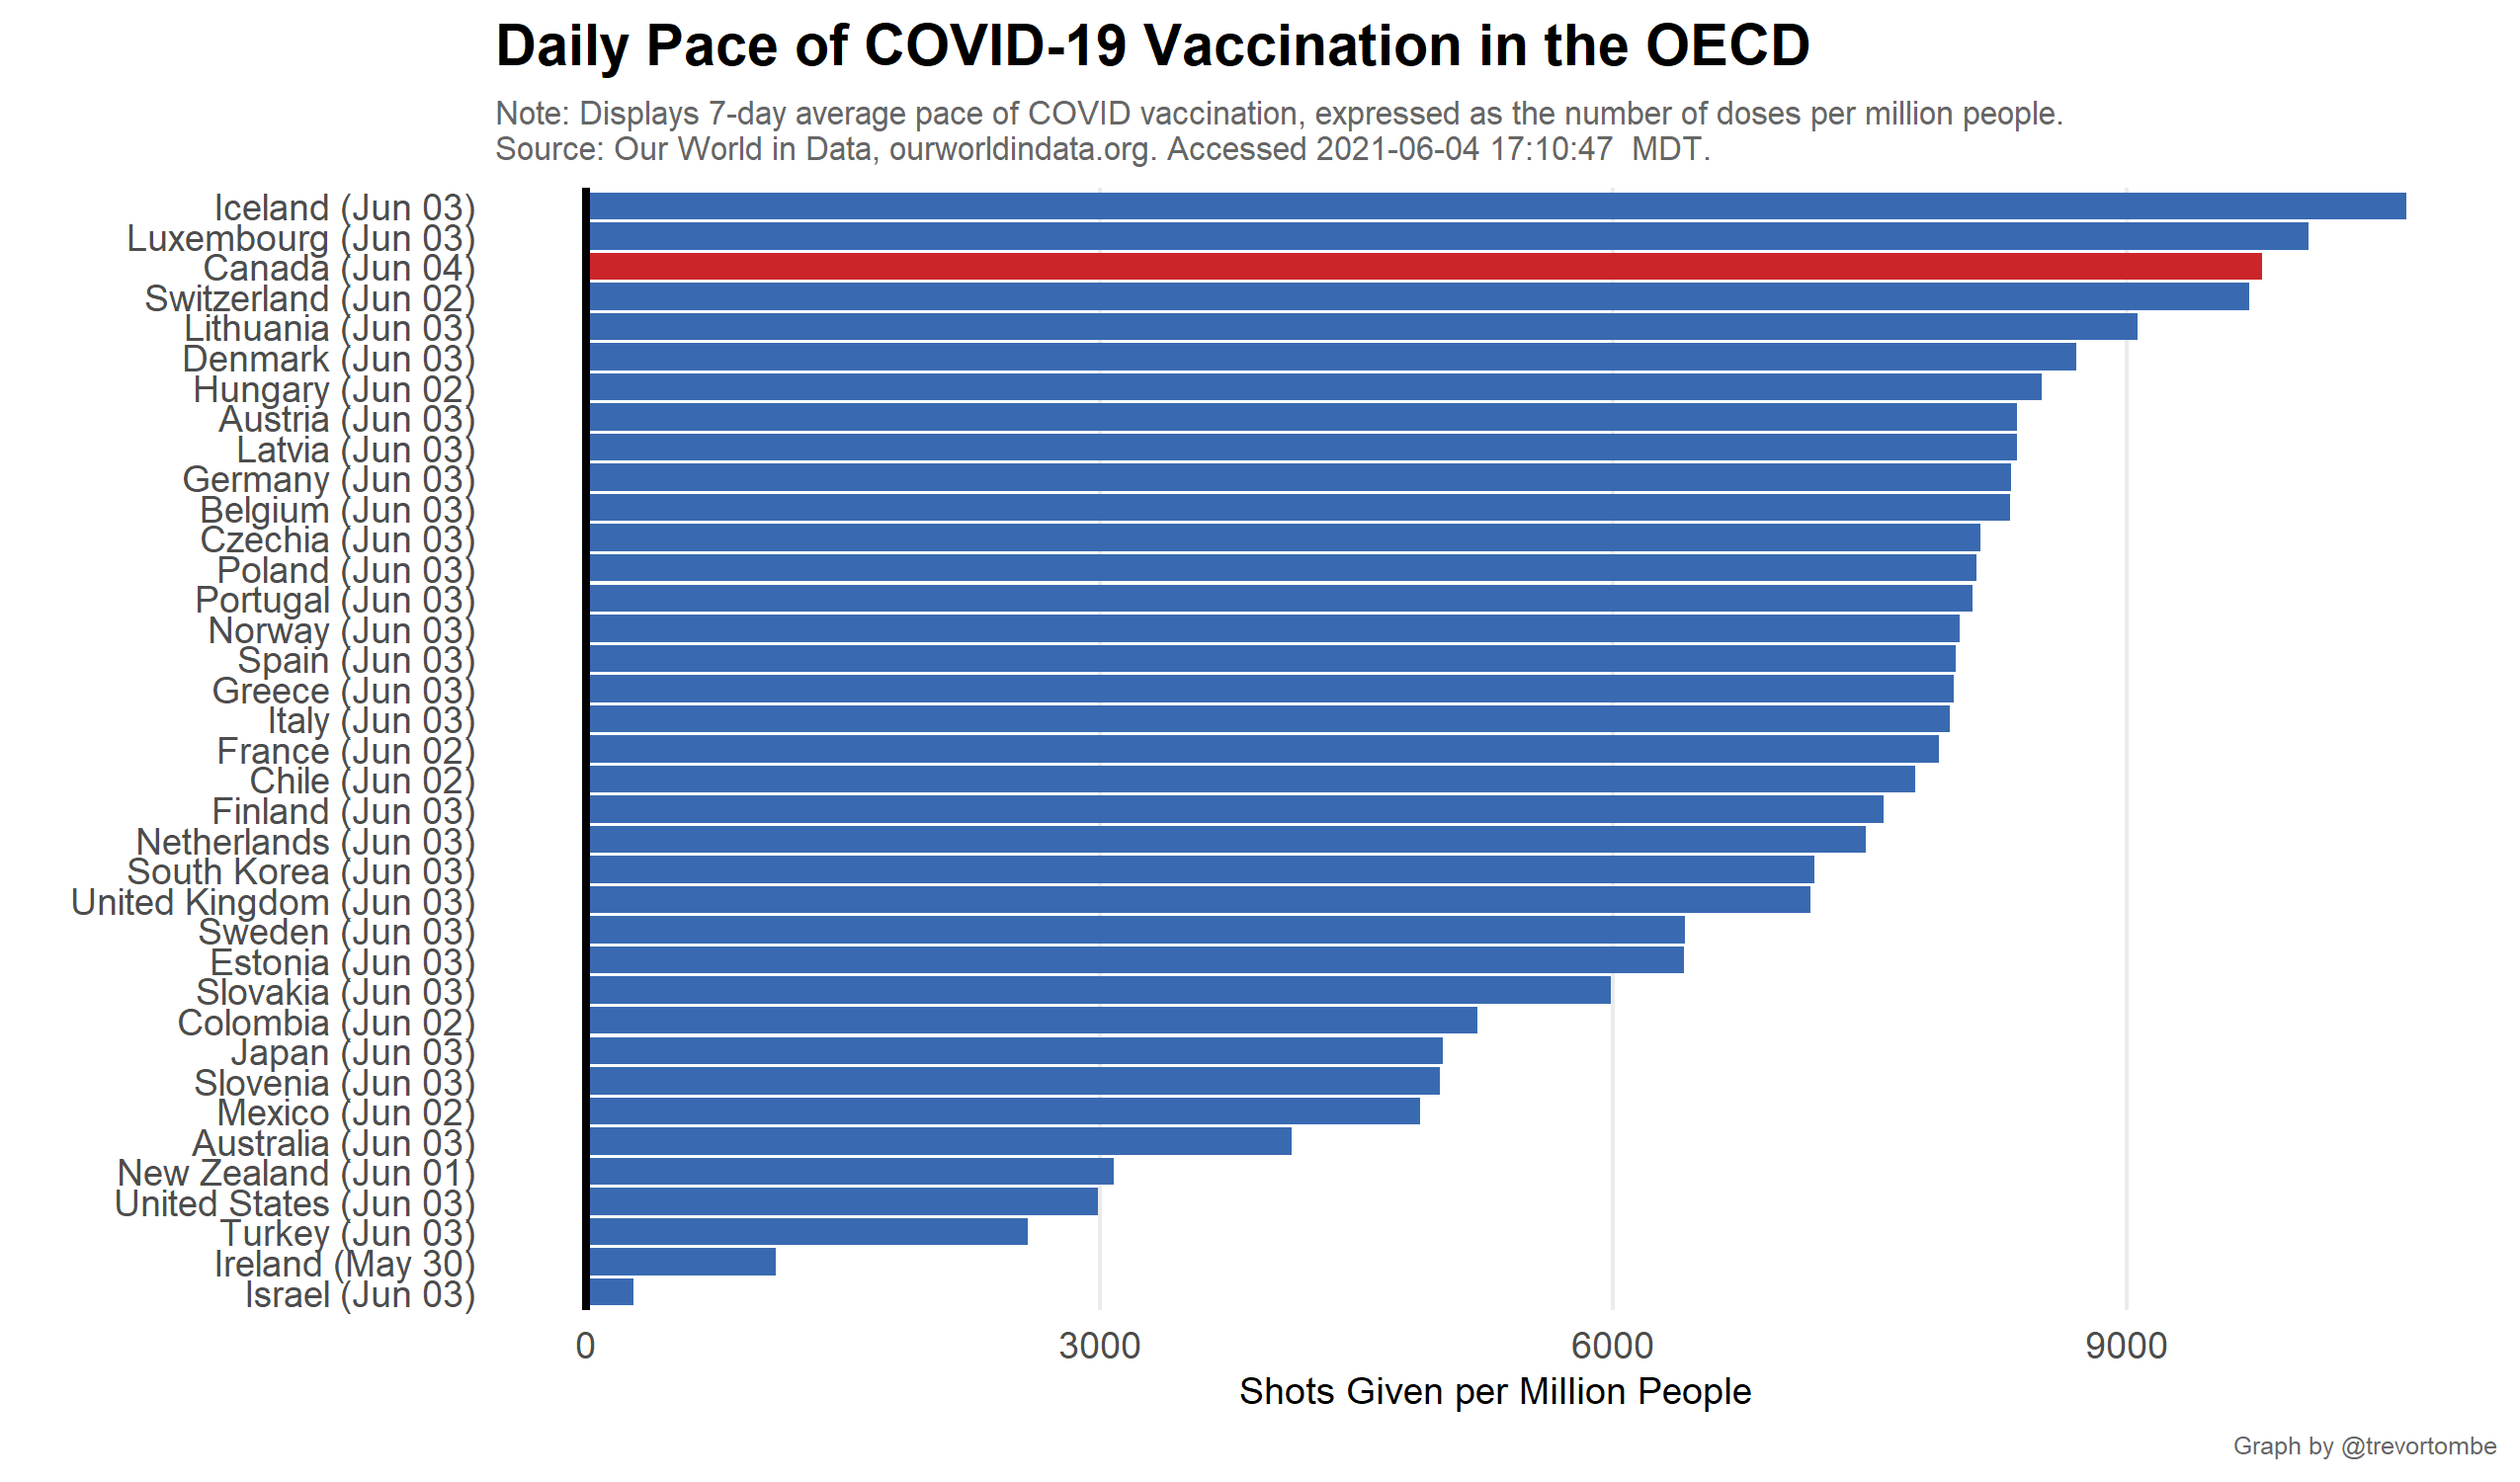 Daily Pace of COVID-19 Vaccination in the OECD
Note: Displays 7-day average pace of COVID vaccination, expressed as the number of doses per million people.
Source: Our World in Data, ourworldindata.org. Accessed 2021-06-04 17:10:47  MDT.
Iceland (Jun 03)
Luxembourg (Jun 03)
Canada (Jun 04)
Switzerland (Jun 02)
Lithuania (Jun 03)
Denmark (Jun 03)
Hungary (Jun 02)
Austria (Jun 03)
Latvia (Jun 03)
Germany (Jun 03)
Belgium (Jun 03)
Czechia (Jun 03)
Poland (Jun 03)
Portugal (Jun 03)
Norway (Jun 03)
Spain (Jun 03)
Greece (Jun 03)
Italy (Jun 03)
France (Jun 02)
Chile (Jun 02)
Finland (Jun 03)
Netherlands (Jun 03)
South Korea (Jun 03)
United Kingdom (Jun 03)
Sweden (Jun 03)
Estonia (Jun 03)
Slovakia (Jun 03)
Colombia (Jun 02)
Japan (Jun 03)
Slovenia (Jun 03)
Mexico (Jun 02)
Australia (Jun 03)
New Zealand (Jun 01)
United States (Jun 03)
Turkey (Jun 03)
Ireland (May 30)
Israel (Jun 03)
0 3000 6000 9000
Shots Given per Million People
Graph by @trevortombe